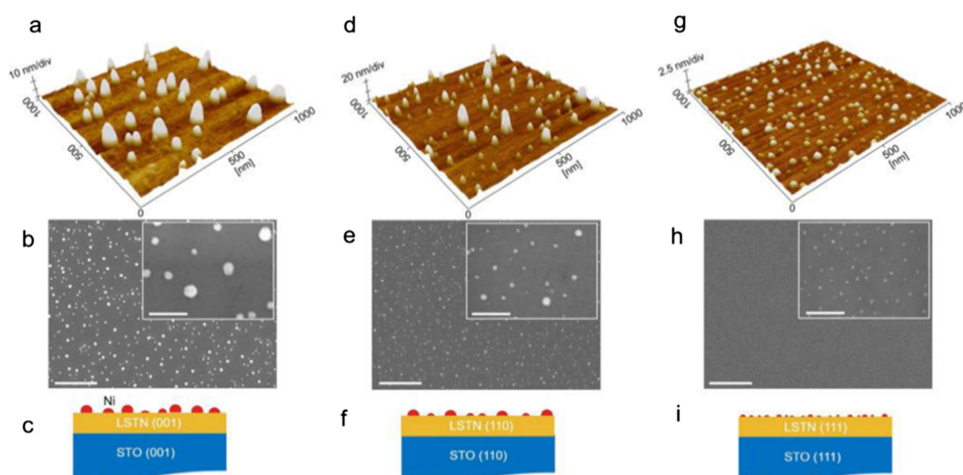 a
d
g
10 nm/div
20 nm/div
2.5 nm/div
1000
1000
500
500
[nm]
0
1000
1000
500
500
[nm]
0
1000
1000
500
500
[nm]
0
b
e
h
Ni
c
LSTN (001)
STO (001)
f
LSTN (110)
STO (110)
i
LSTN (111)
STO (111)